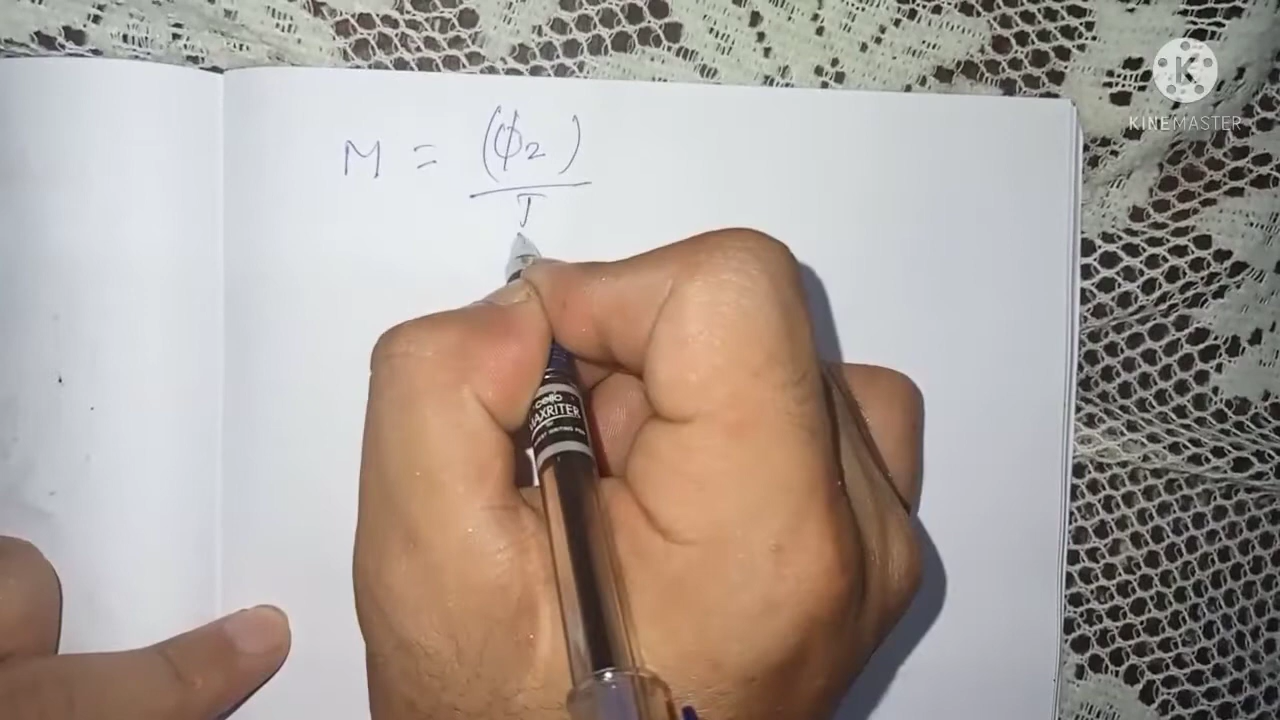 M = (ϕ₂)
I
cello
MAXRITER
KINEMASTER